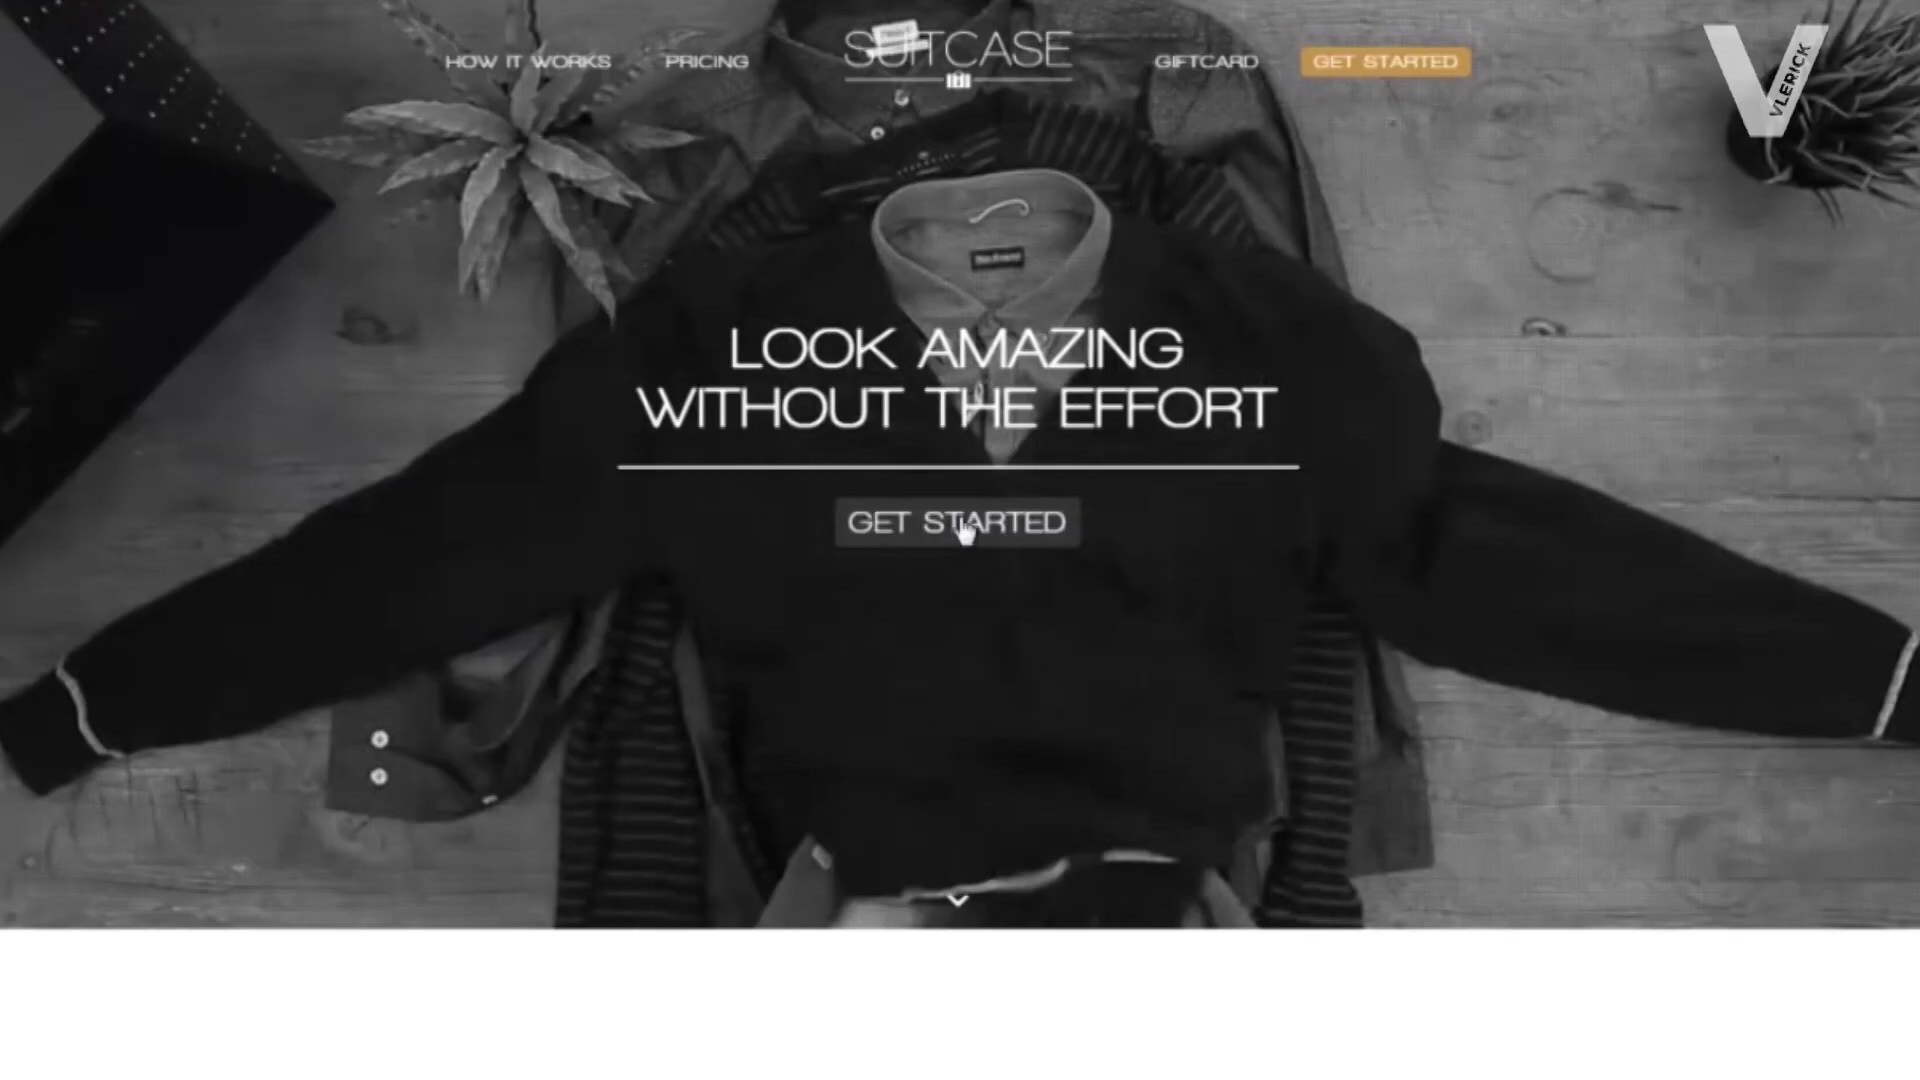 HOW IT WORKS
PRICING
SUITCASE
GIFTCARD
GET STARTED
VLERICK
LOOK AMAZING
WITHOUT THE EFFORT
GET STARTED